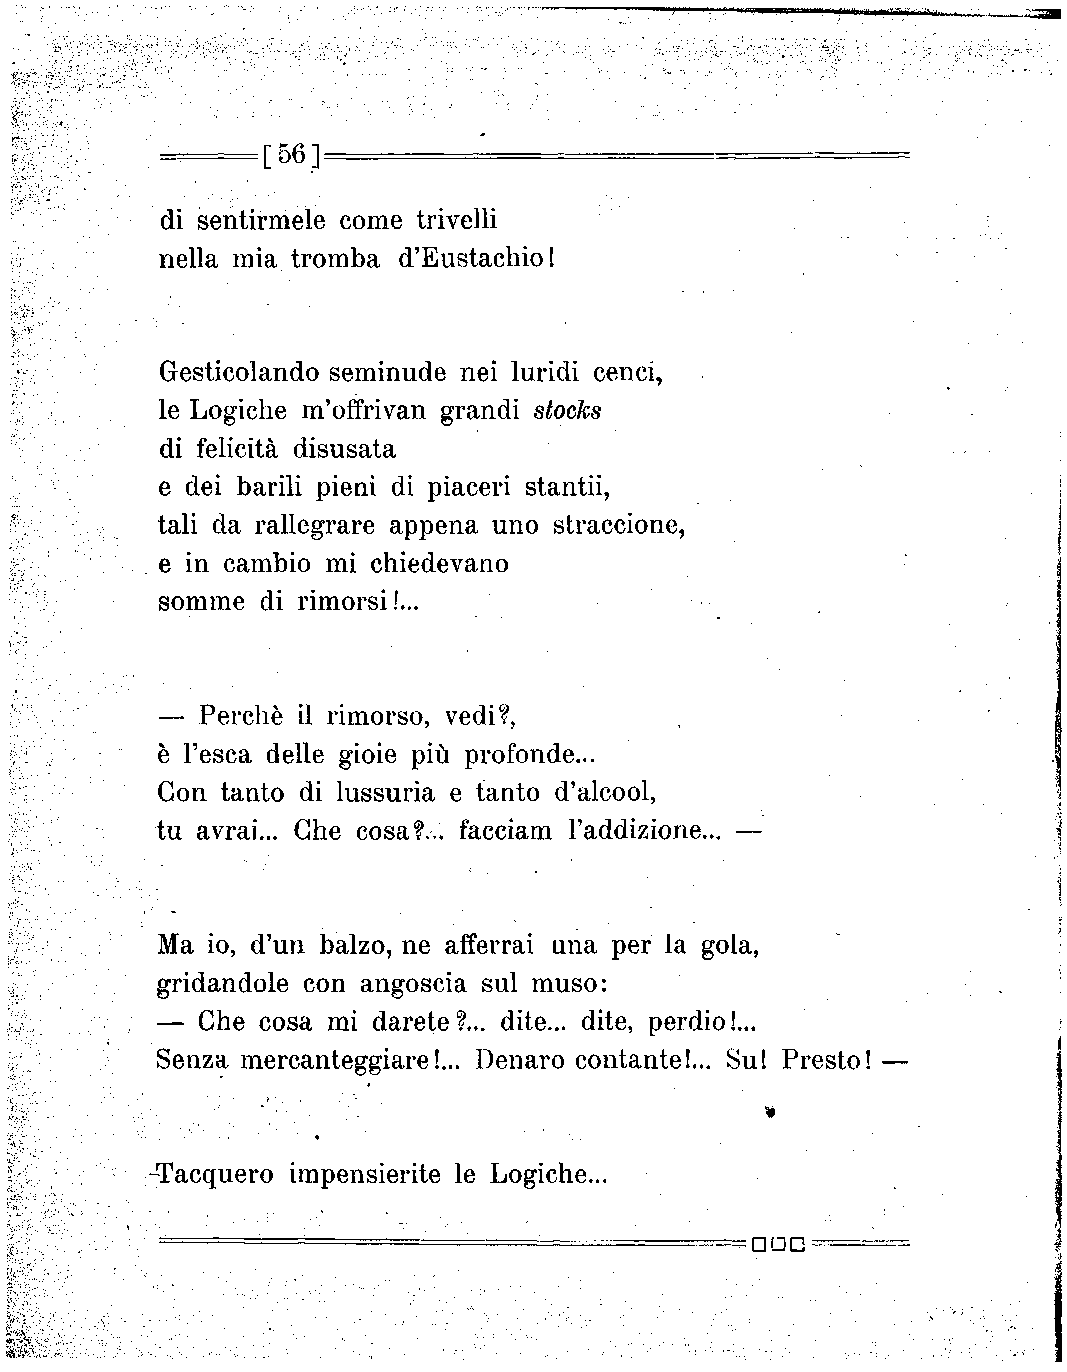 [ 56 ]
di sentirmele come trivelli
nella mia tromba d'Eustachio!
Gesticolando seminude nei luridi cenci,
le Logiche m'offrivan grandi stocks
di felicità disusata
e dei barili pieni di piaceri stantii,
tali da rallegrare appena uno straccione,
e in cambio mi chiedevano
somme di rimorsi!...
— Perchè il rimorso, vedi?,
è l'esca delle gioie più profonde...
Con tanto di lussuria e tanto d'alcool,
tu avrai... Che cosa?... facciam l'addizione... —
Ma io, d'un balzo, ne afferrai una per la gola,
gridandole con angoscia sul muso:
— Che cosa mi darete?... dite... dite, perdio!...
Senza mercanteggiare!... Denaro contante!... Su! Presto! —
Tacquero impensierite le Logiche...